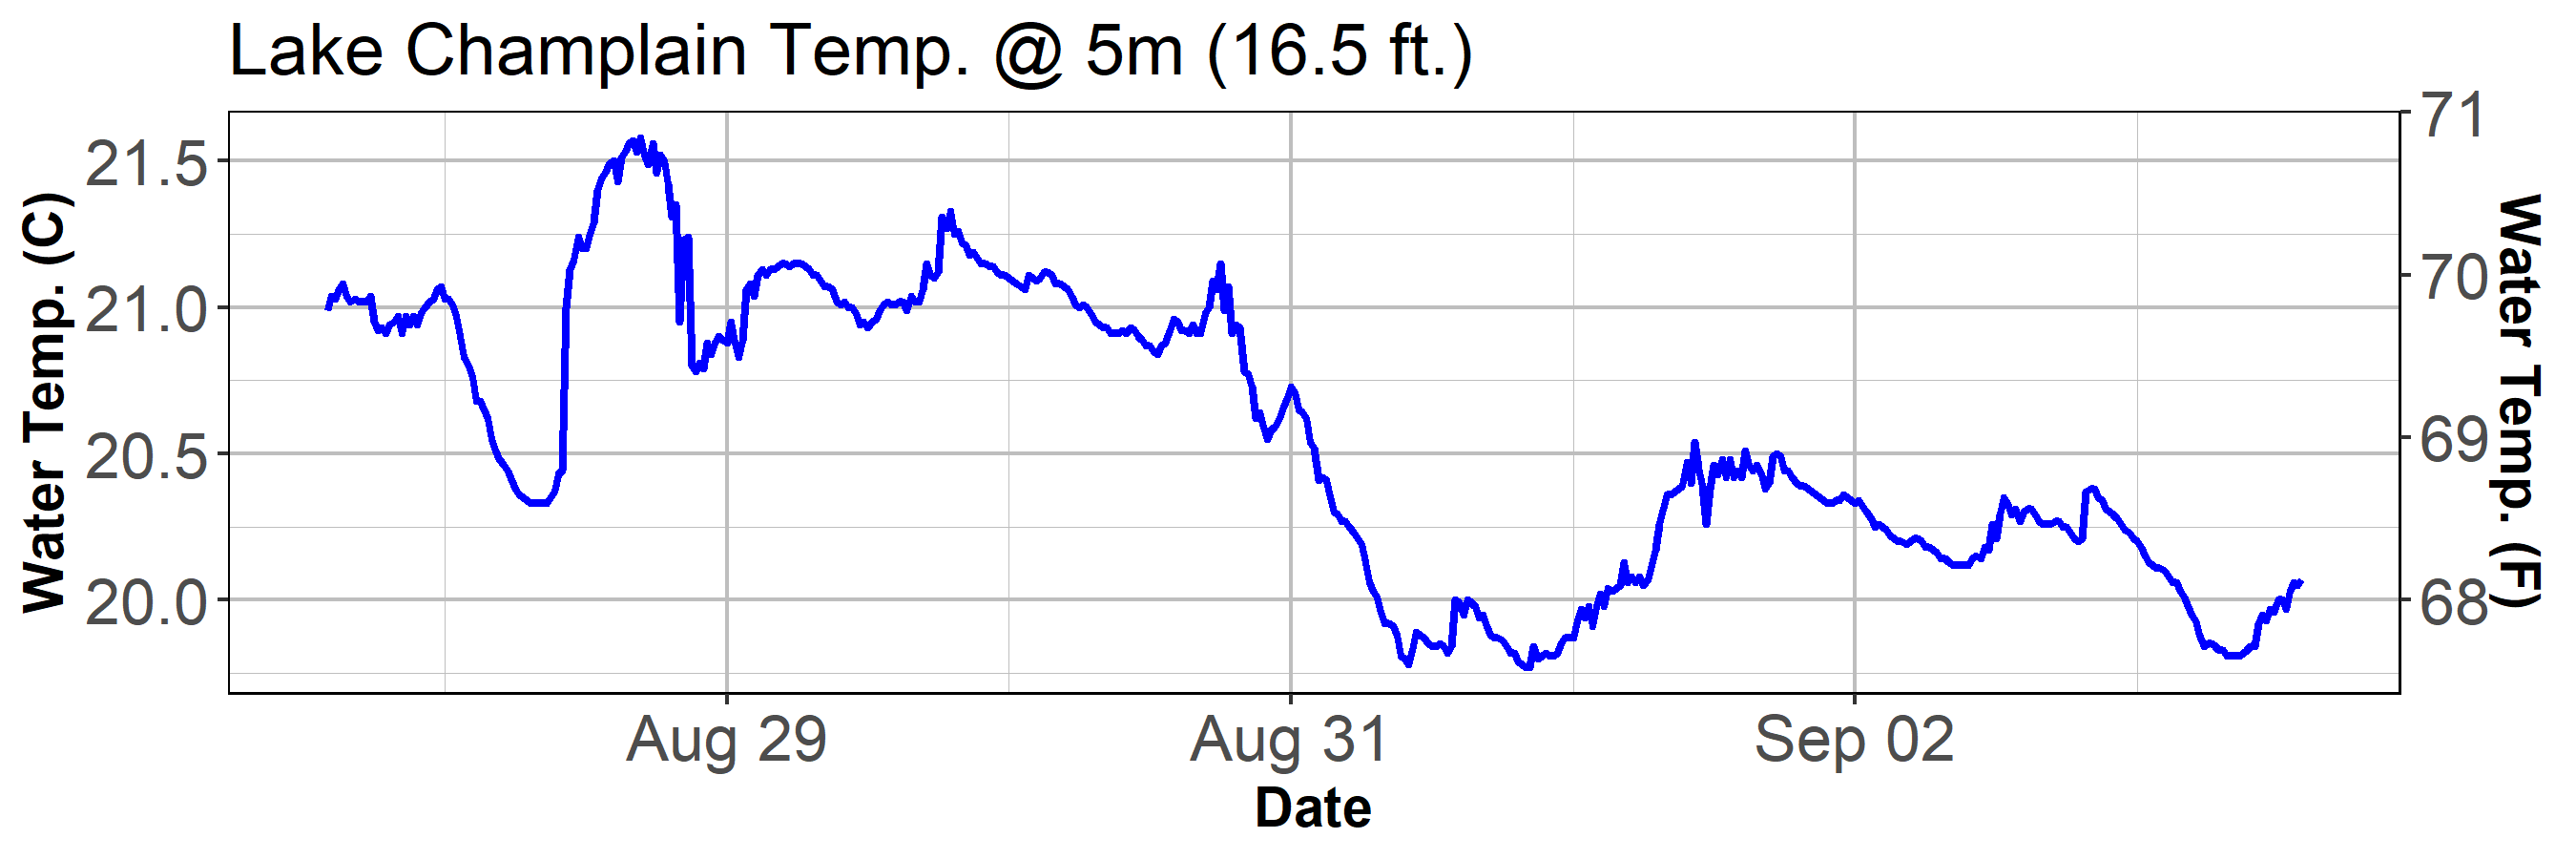 Lake Champlain Temp. @ 5m (16.5 ft.)
Water Temp. (C)
21.5
21.0
20.5
20.0
71
70
69
68
Water Temp. (F)
Aug 29
Aug 31
Sep 02
Date